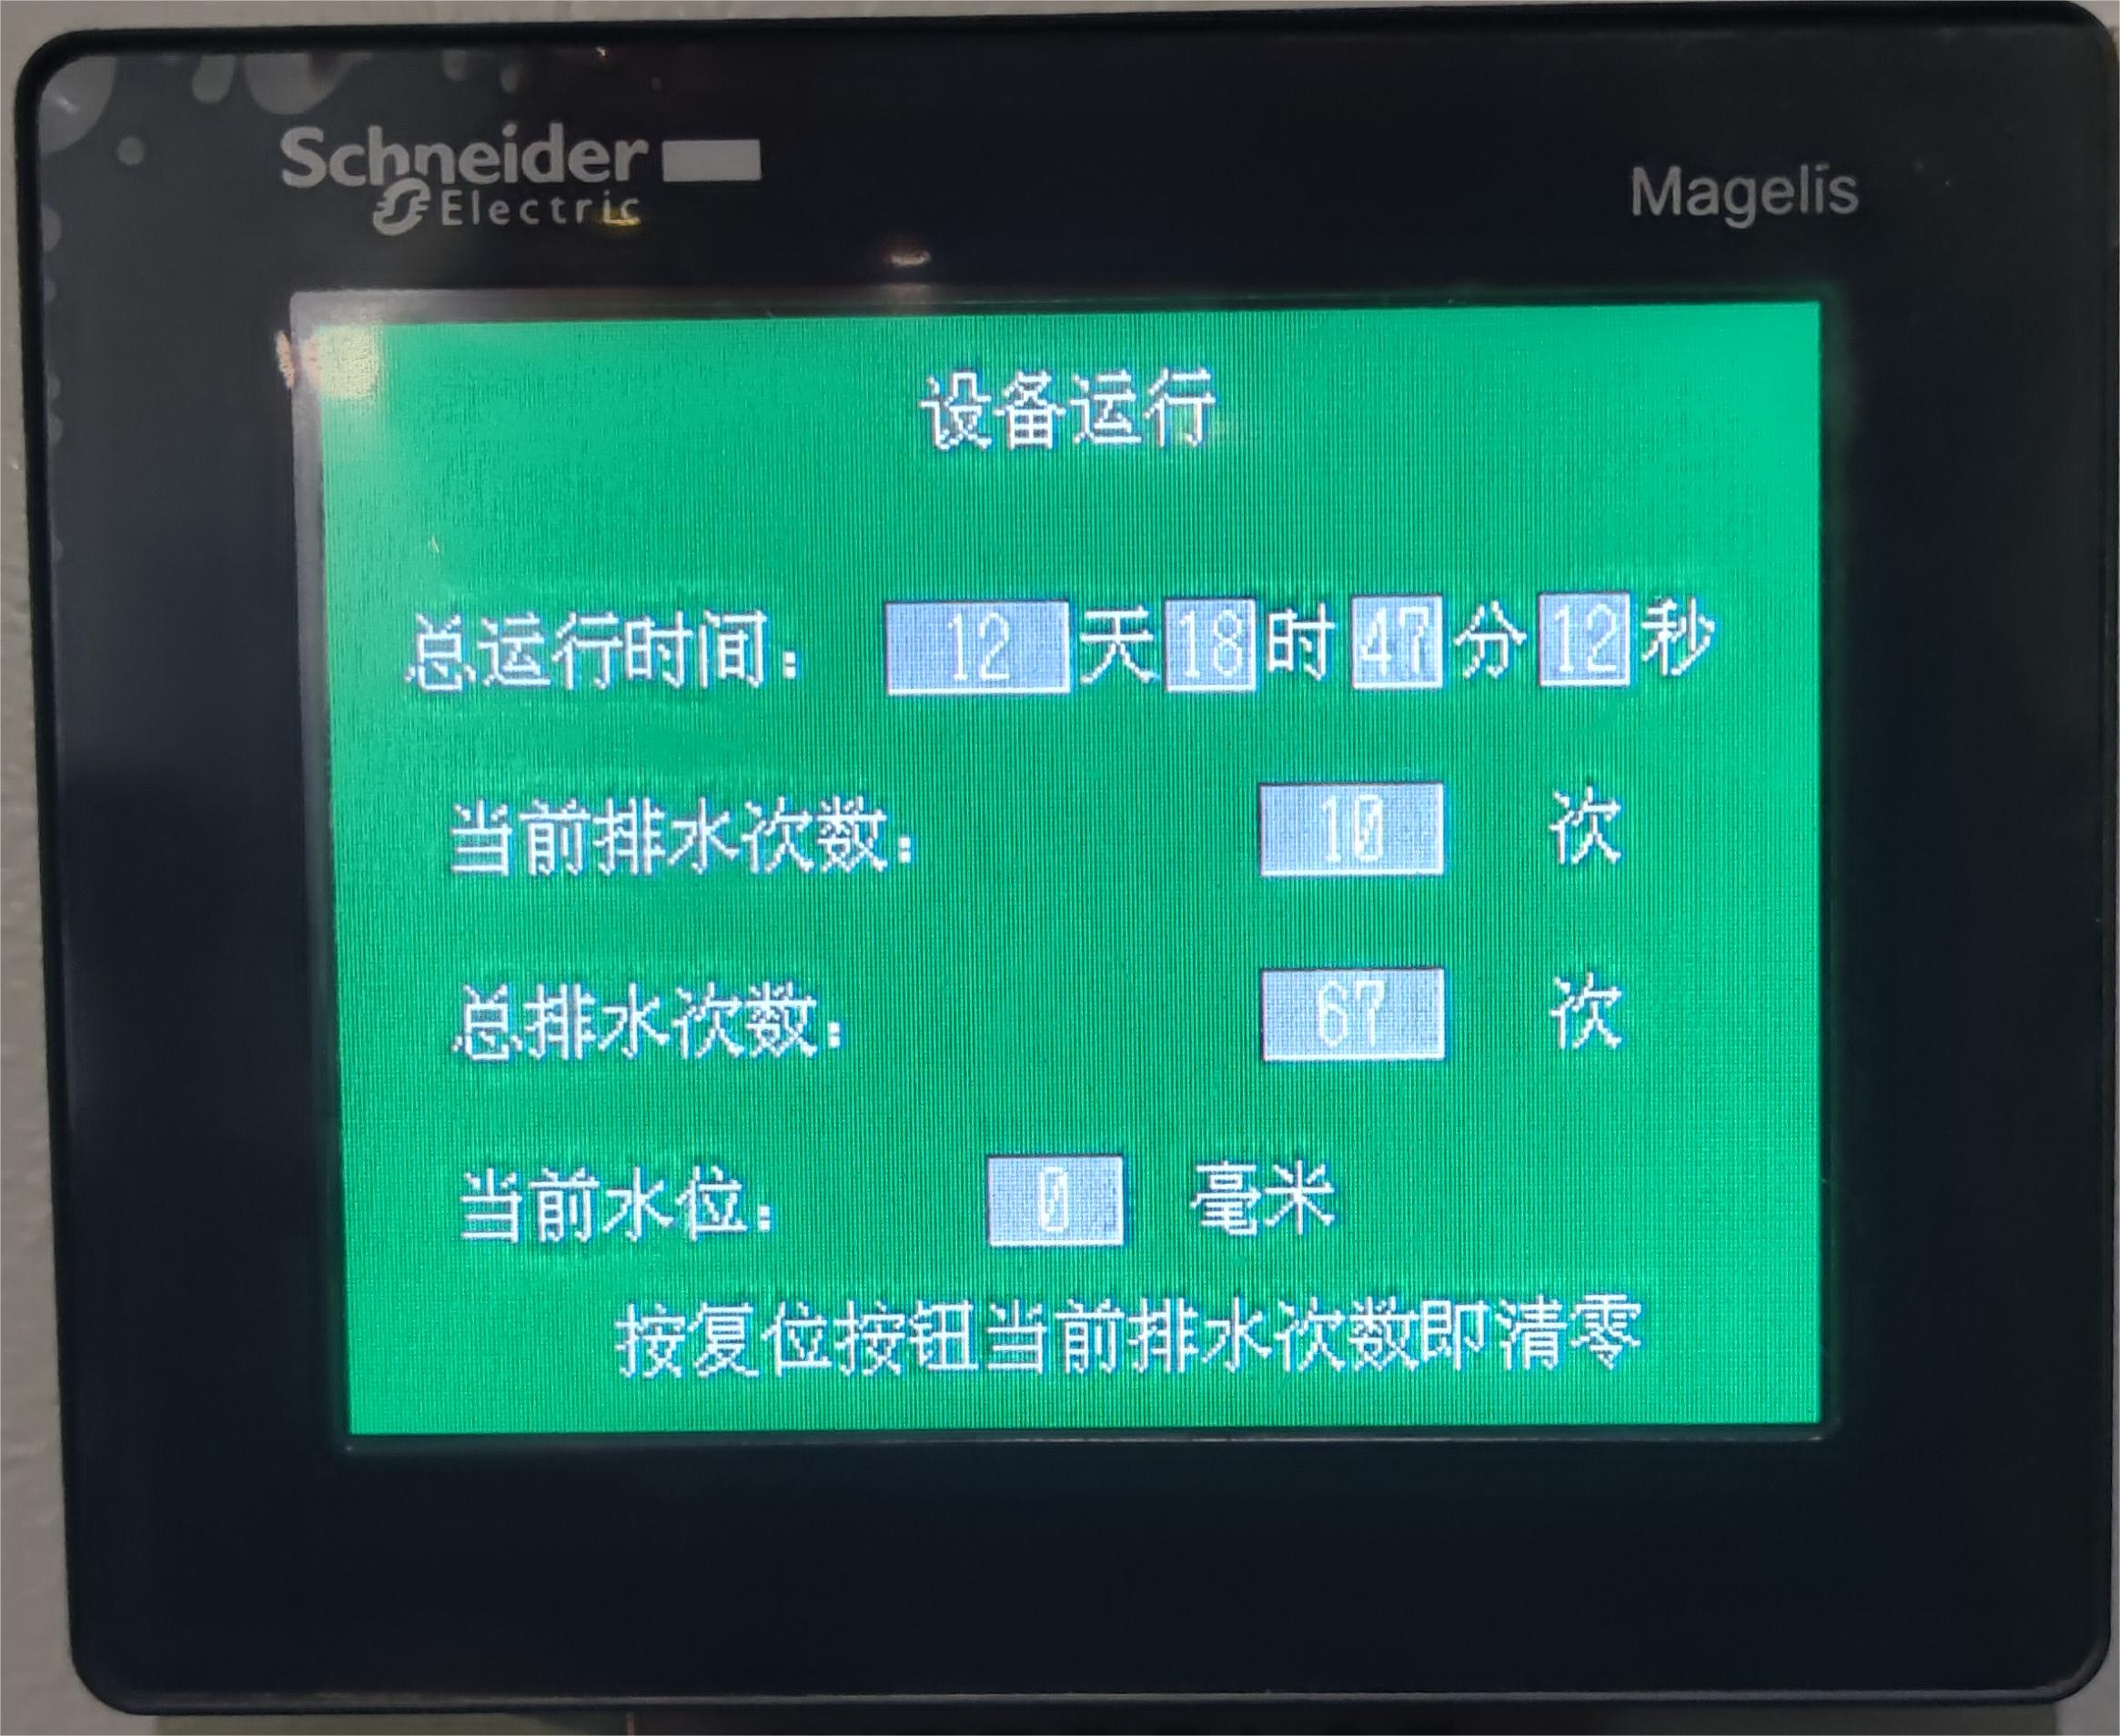 Schneider
Electric
Magelis
设备运行
总运行时间: 12 天 18 时 47 分 12 秒
当前排水次数: 10 次
总排水次数: 67 次
当前水位: 0 毫米
按复位按钮当前排水次数即清零